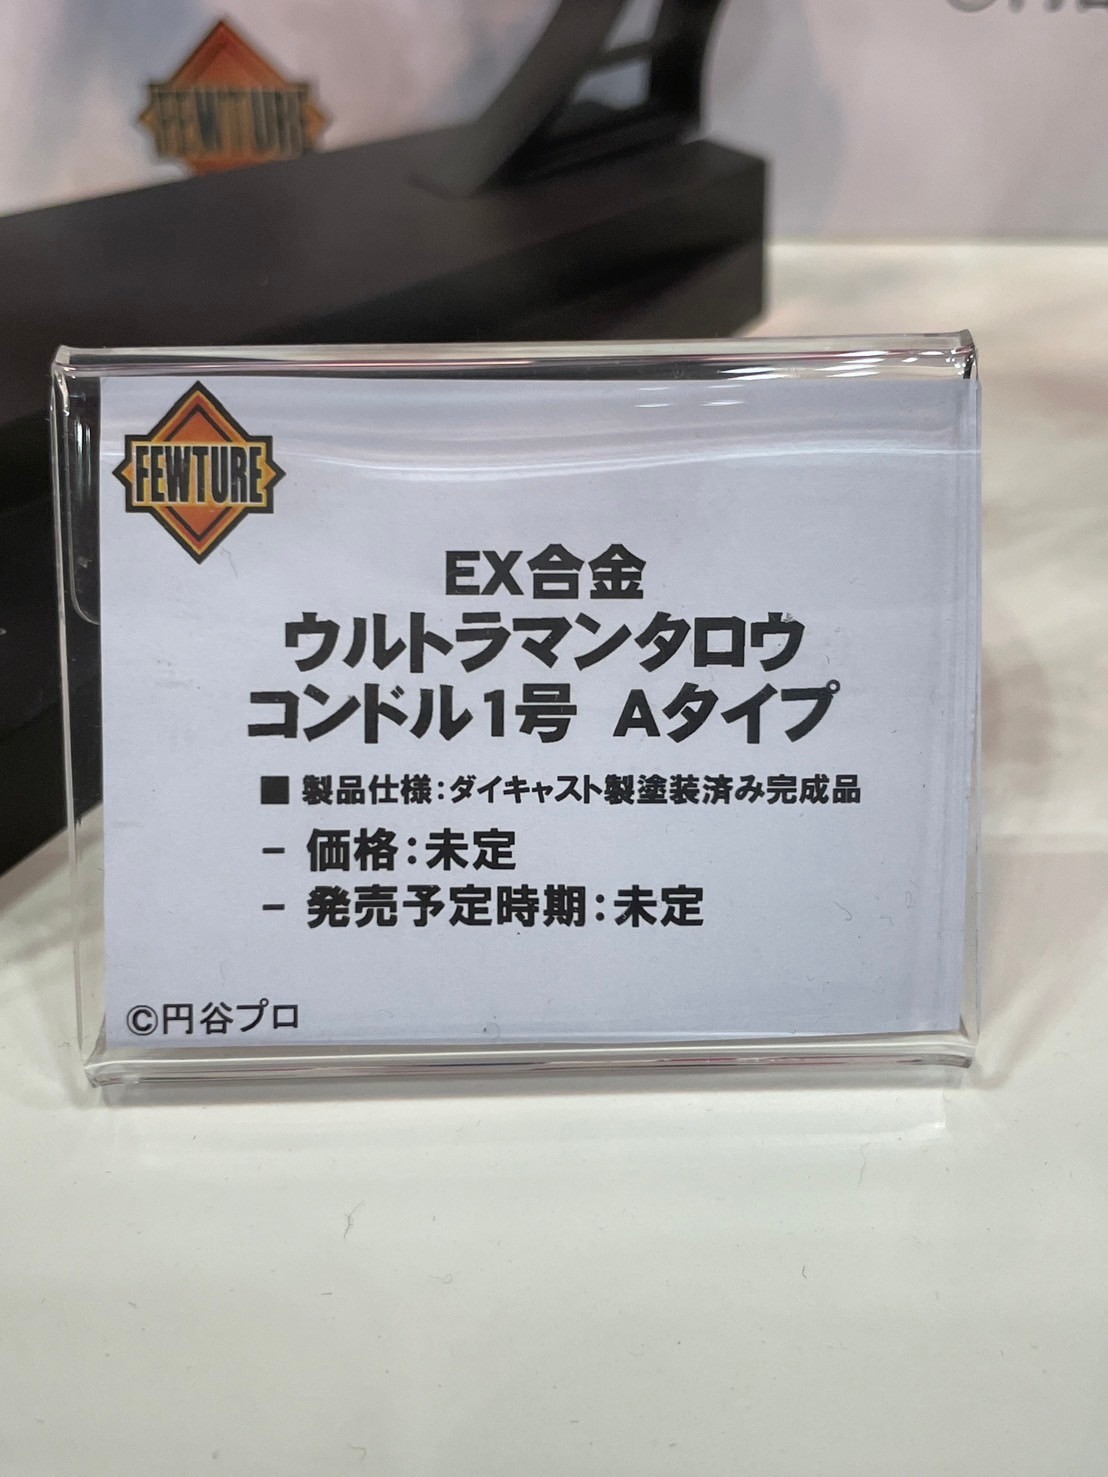 FEWTURE
FEWTURE
EX合金
ウルトラマンタロウ
コンドル1号 Aタイプ
■ 製品仕様：ダイキャスト製塗装済み完成品
- 価格：未定
- 発売予定時期：未定
©円谷プロ